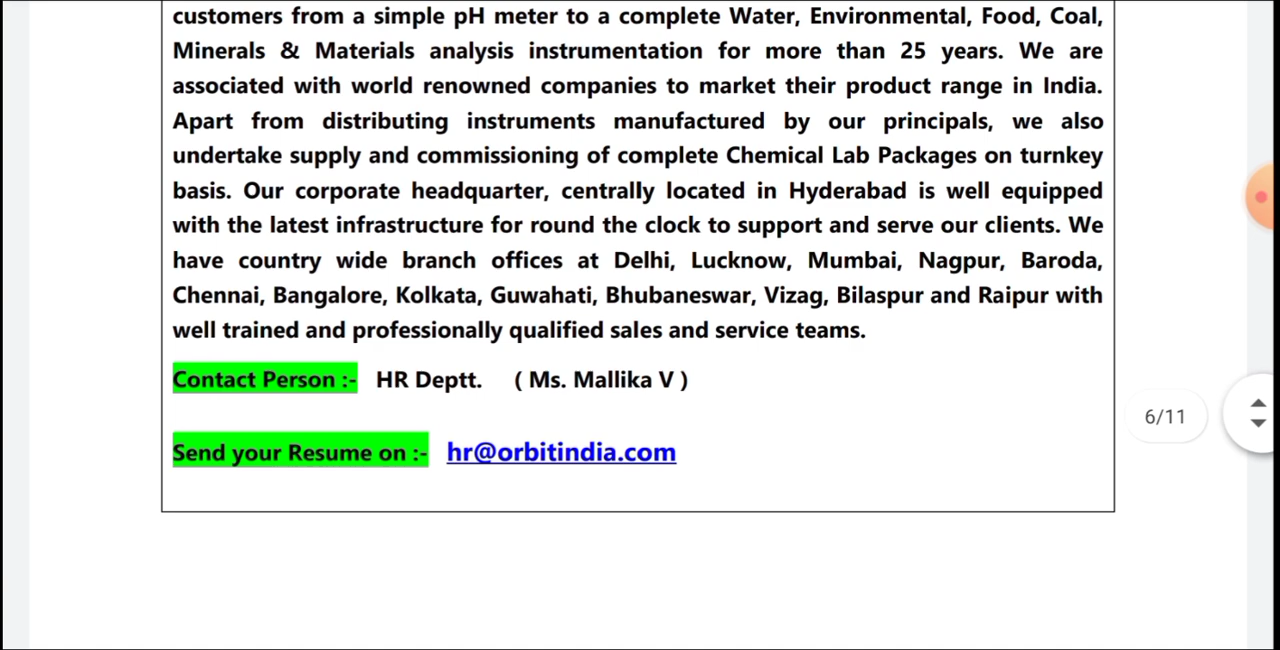 customers from a simple pH meter to a complete Water, Environmental, Food, Coal,
Minerals & Materials analysis instrumentation for more than 25 years. We are
associated with world renowned companies to market their product range in India.
Apart from distributing instruments manufactured by our principals, we also
undertake supply and commissioning of complete Chemical Lab Packages on turnkey
basis. Our corporate headquarter, centrally located in Hyderabad is well equipped
with the latest infrastructure for round the clock to support and serve our clients. We
have country wide branch offices at Delhi, Lucknow, Mumbai, Nagpur, Baroda,
Chennai, Bangalore, Kolkata, Guwahati, Bhubaneswar, Vizag, Bilaspur and Raipur with
well trained and professionally qualified sales and service teams.
Contact Person :- HR Deptt. ( Ms. Mallika V )
6/11
Send your Resume on :- hr@orbitindia.com